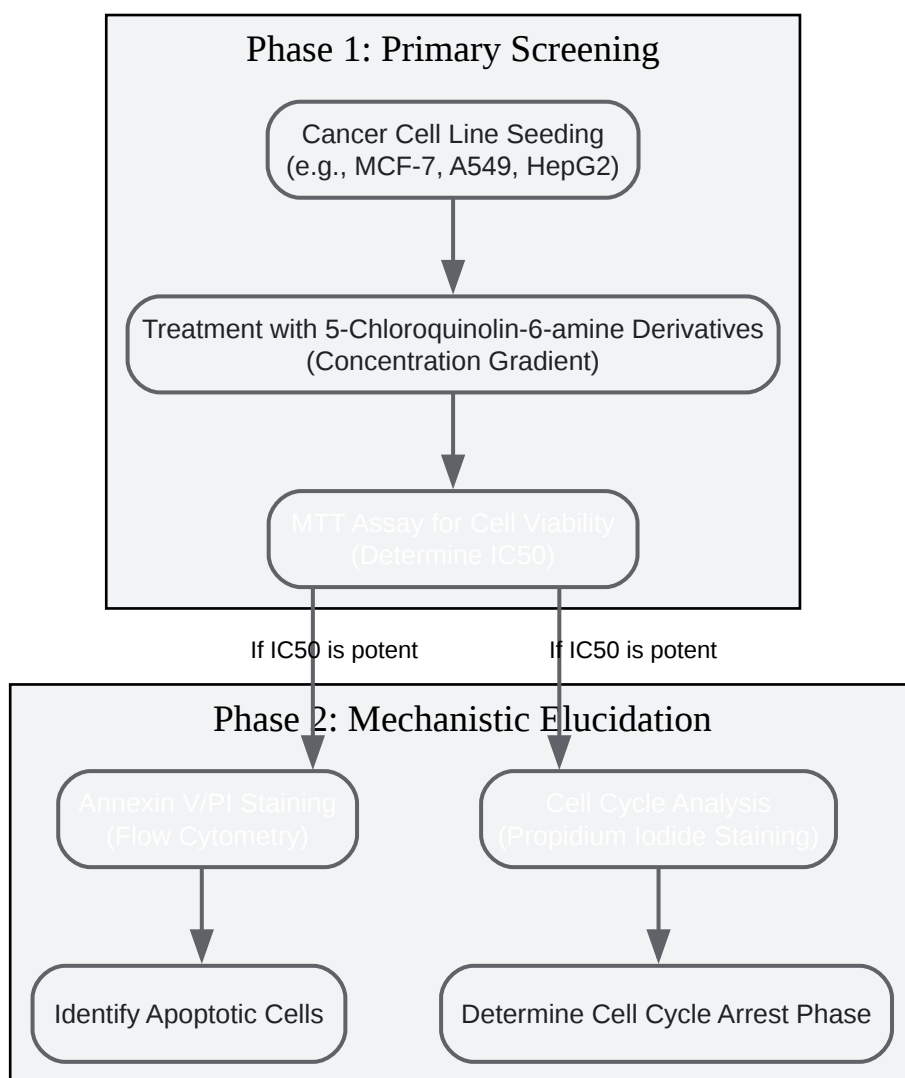 Phase 1: Primary Screening
Cancer Cell Line Seeding
(e.g., MCF-7, A549, HepG2)
Treatment with 5-Chloroquinolin-6-amine Derivatives
(Concentration Gradient)
MTT Assay for Cell Viability
(Determine IC50)
If IC50 is potent
If IC50 is potent
Phase 2: Mechanistic Elucidation
Annexin V/PI Staining
(Flow Cytometry)
Cell Cycle Analysis
(Propidium Iodide Staining)
Identify Apoptotic Cells
Determine Cell Cycle Arrest Phase